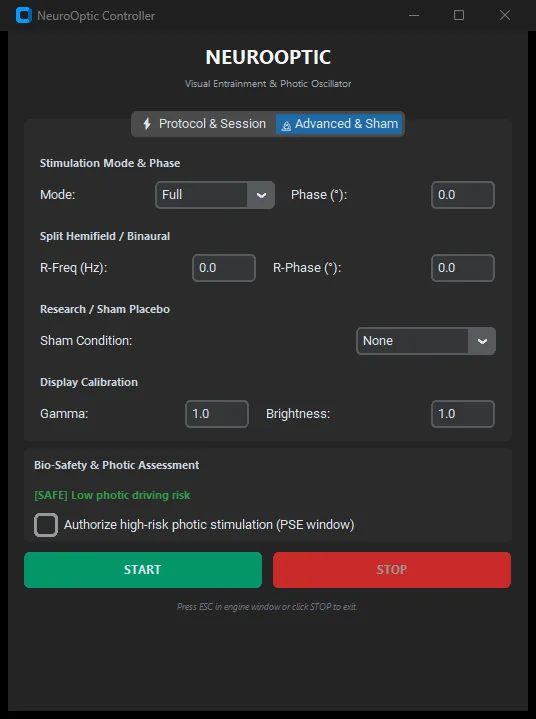 NeuroOptic Controller
NEUROOPTIC
Visual Entrainment & Photic Oscillator
Protocol & Session Advanced & Sham
Stimulation Mode & Phase
Mode: Full Phase (°): 0.0
Split Hemifield / Binaural
R-Freq (Hz): 0.0 R-Phase (°): 0.0
Research / Sham Placebo
Sham Condition: None
Display Calibration
Gamma: 1.0 Brightness: 1.0
Bio-Safety & Photic Assessment
[SAFE] Low photic driving risk
Authorize high-risk photic stimulation (PSE window)
START STOP
Press ESC in engine window or click STOP to exit.